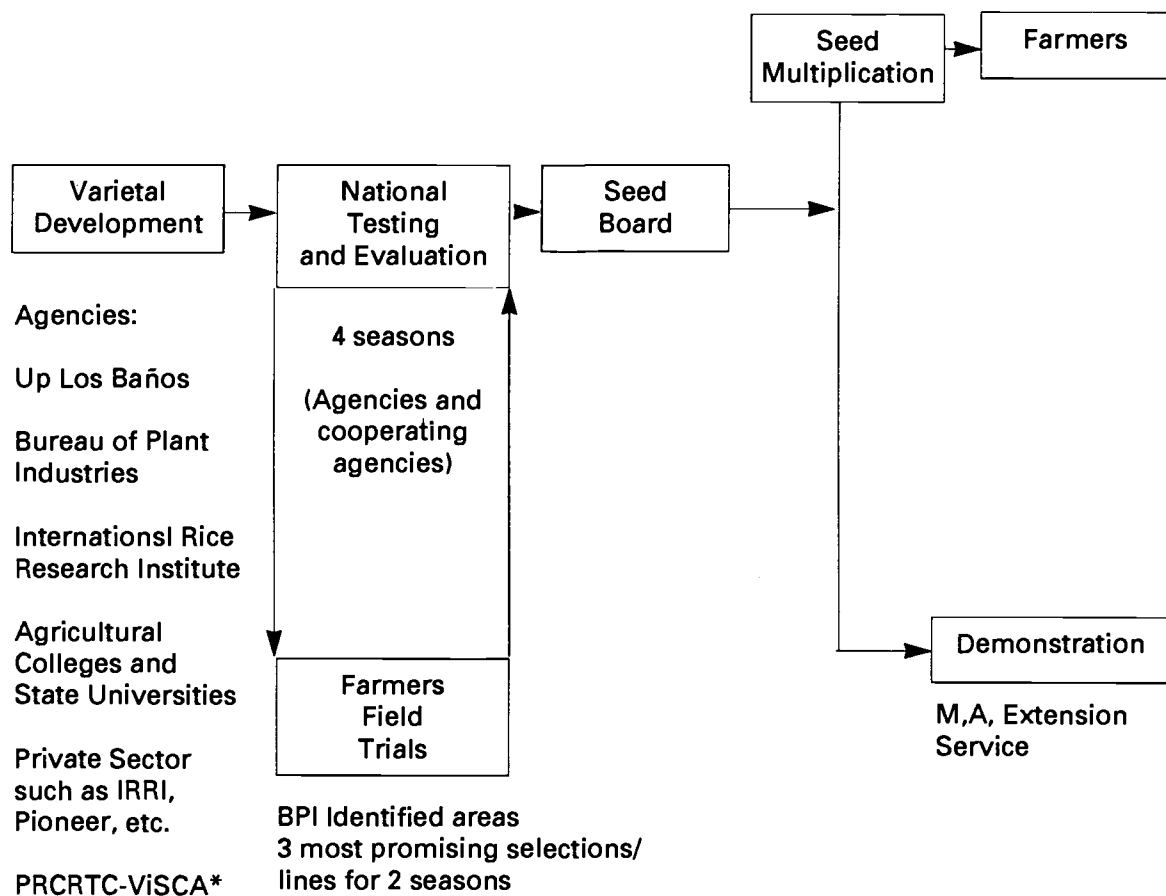 Seed
Multiplication
Farmers
Varietal
Development
National
Testing
and Evaluation
Seed
Board
Agencies:
Up Los Baños
Bureau of Plant
Industries
Internationsl Rice
Research Institute
Agricultural
Colleges and
State Universities
Private Sector
such as IRRI,
Pioneer, etc.
PRCRTC-ViSCA*
4 seasons
(Agencies and
cooperating
agencies)
Farmers
Field
Trials
BPI Identified areas
3 most promising selections/
lines for 2 seasons
Demonstration
M,A, Extension
Service